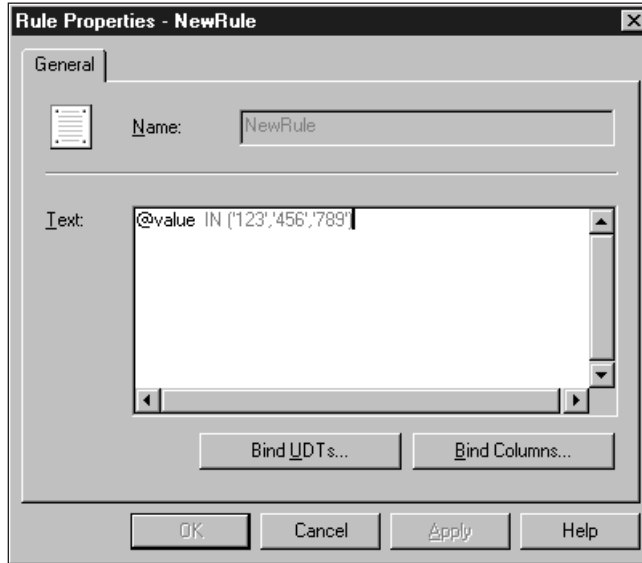 Rule Properties - NewRule
General
Name: NewRule
Text: @value IN ('123','456','789')
Bind UDTs... Bind Columns...
OK Cancel Apply Help